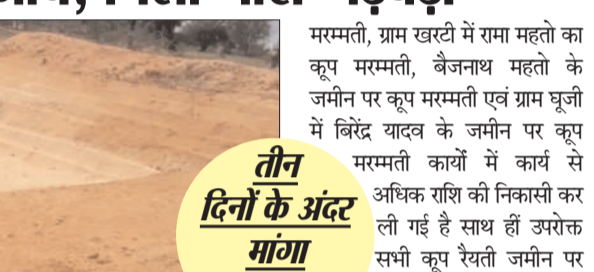 मरम्मती, ग्राम खरटी में रामा महतो का
कूप मरम्मती, बैजनाथ महतो के
जमीन पर कूप मरम्मती एवं ग्राम घूजी
में बिरेंद्र यादव के जमीन पर कूप
मरम्मती कार्यो में कार्य से
अधिक राशि की निकासी कर
ली गई है साथ हीं उपरोक्त
सभी कूप रैयती जमीन पर
तीन
दिनों के अंदर
मांगा